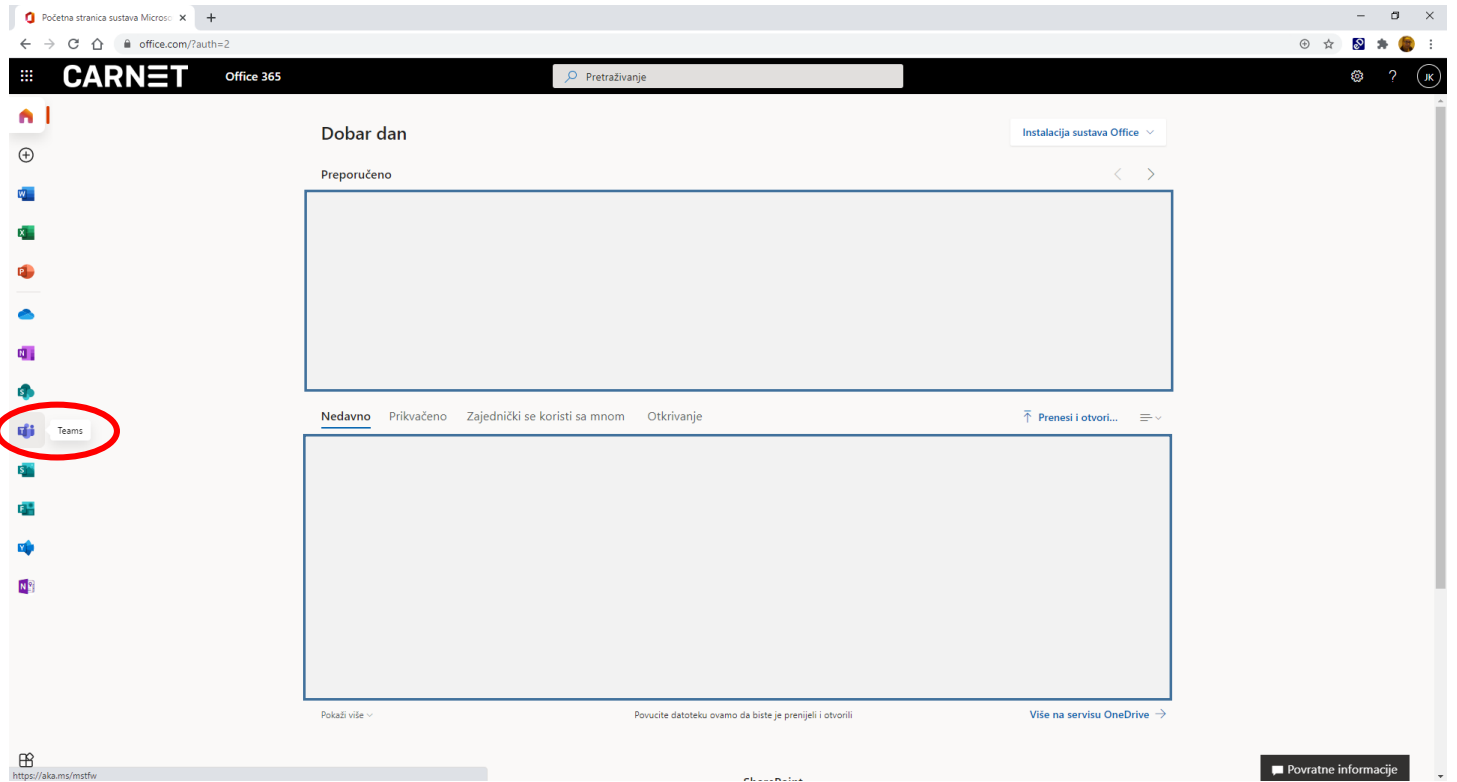 Početna stranica sustava Microso
office.com/?auth=2
CARNET Office 365 Pretraživanje ? JK
Dobar dan Instalacija sustava Office
Preporučeno
Nedavno Prikvačeno Zajednički se koristi sa mnom Otkrivanje Prenesi i otvori...
Teams
Pokaži više Povucite datoteku ovamo da biste je prenijeli i otvorili Više na servisu OneDrive
Povratne informacije
https://aka.ms/mstfw
SharePoint